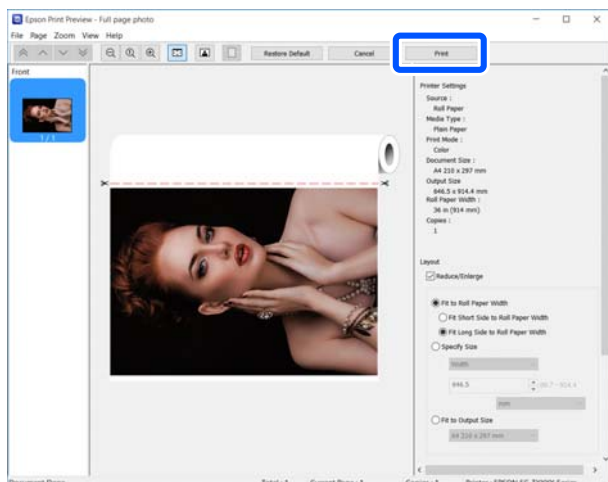 Epson Print Preview - Full page photo
File Page Zoom View Help
Restore Default Cancel Print
Front
1 / 1
Printer Settings
Source :
Roll Paper
Media Type :
Plain Paper
Print Mode :
Color
Document Size :
A4 210 x 297 mm
Output Size
646.5 x 914.4 mm
Roll Paper Width :
36 in (914 mm)
Copies :
1
Layout
Reduce/Enlarge
Fit to Roll Paper Width
Fit Short Side to Roll Paper Width
Fit Long Side to Roll Paper Width
Specify Size
Width
646.5
mm
Fit to Output Size
A4 210 x 297 mm